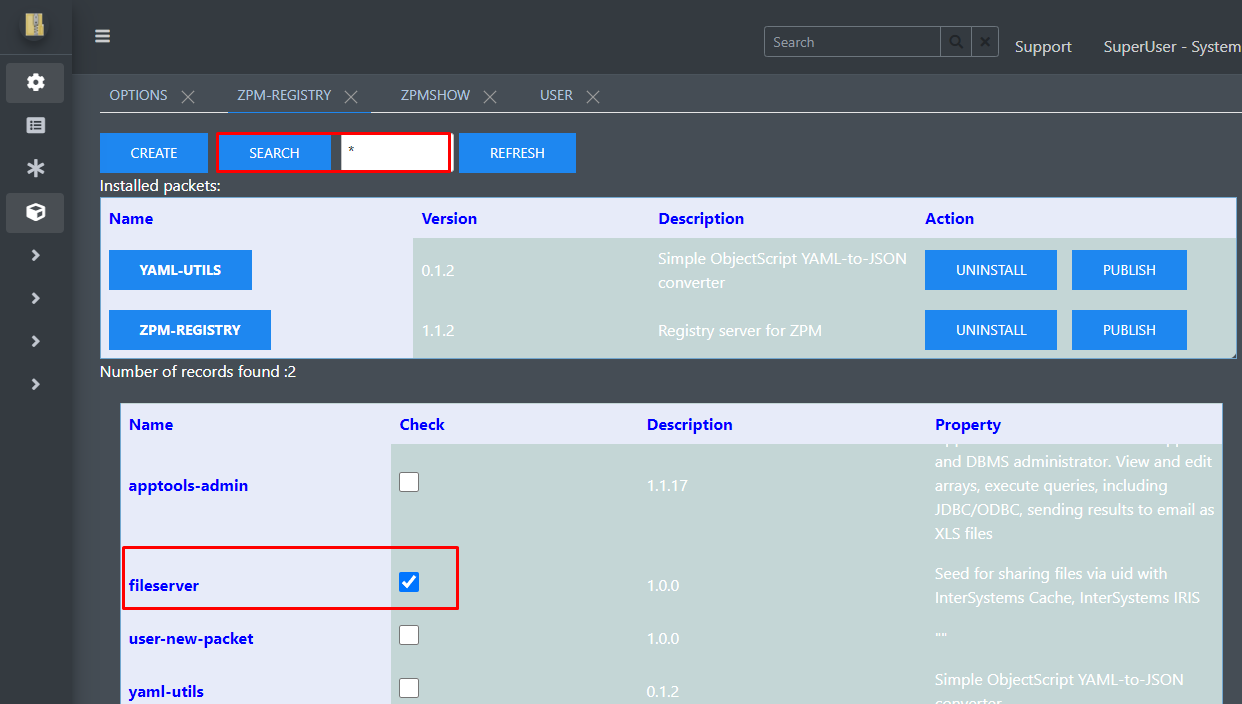 Search
Support
SuperUser - System
OPTIONS
ZPM-REGISTRY
ZPMSHOW
USER
CREATE
SEARCH
*
REFRESH
Installed packets:
Name Version Description Action
YAML-UTILS
0.1.2
Simple ObjectScript YAML-to-JSON
converter
UNINSTALL
PUBLISH
ZPM-REGISTRY
1.1.2
Registry server for ZPM
UNINSTALL
PUBLISH
Number of records found :2
Name Check Description Property
apptools-admin
1.1.17
and DBMS administrator. View and edit
arrays, execute queries, including
JDBC/ODBC, sending results to email as
XLS files
fileserver
1.0.0
Seed for sharing files via uid with
InterSystems Cache, InterSystems IRIS
user-new-packet
1.0.0
""
yaml-utils
0.1.2
Simple ObjectScript YAML-to-JSON
converter